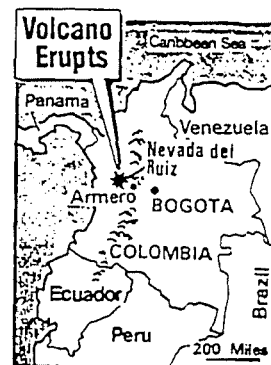 Volcano
Erupts
Caribbean Sea
Panama
Venezuela
Nevada del
Ruiz
Armero
BOGOTA
COLOMBIA
Ecuador
Brazil
Peru
200 Miles